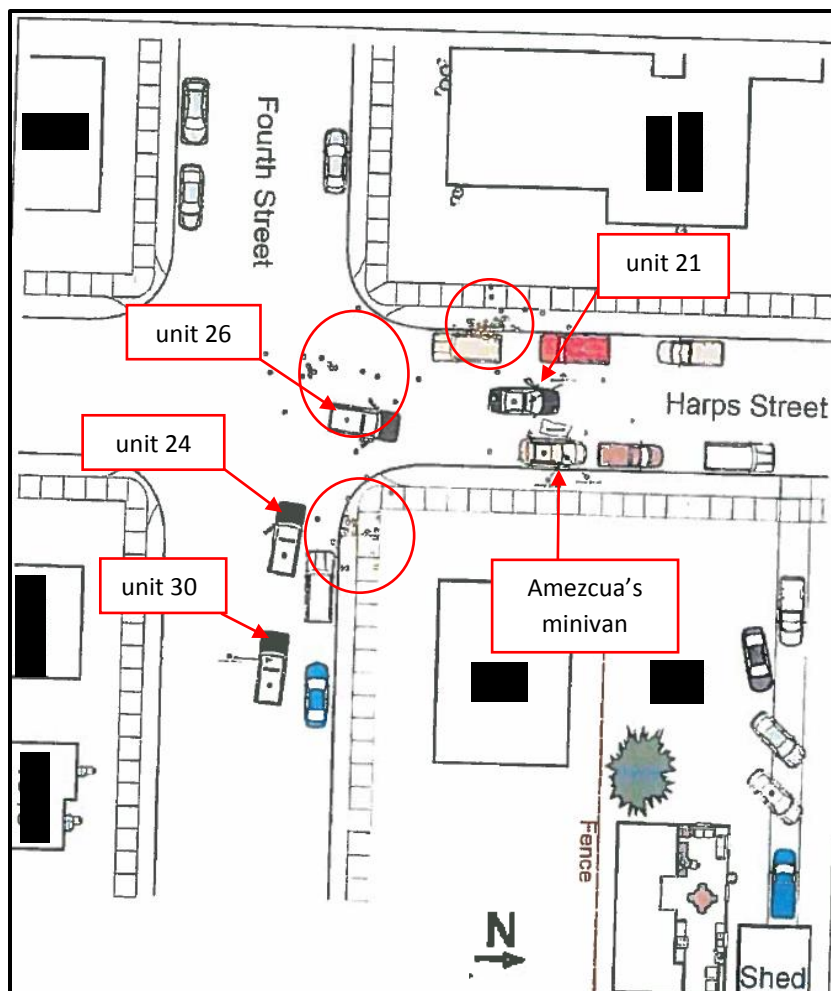 Fourth Street
unit 21
unit 26
Harps Street
unit 24
unit 30
Amezcua's
minivan
Fence
N
Shed